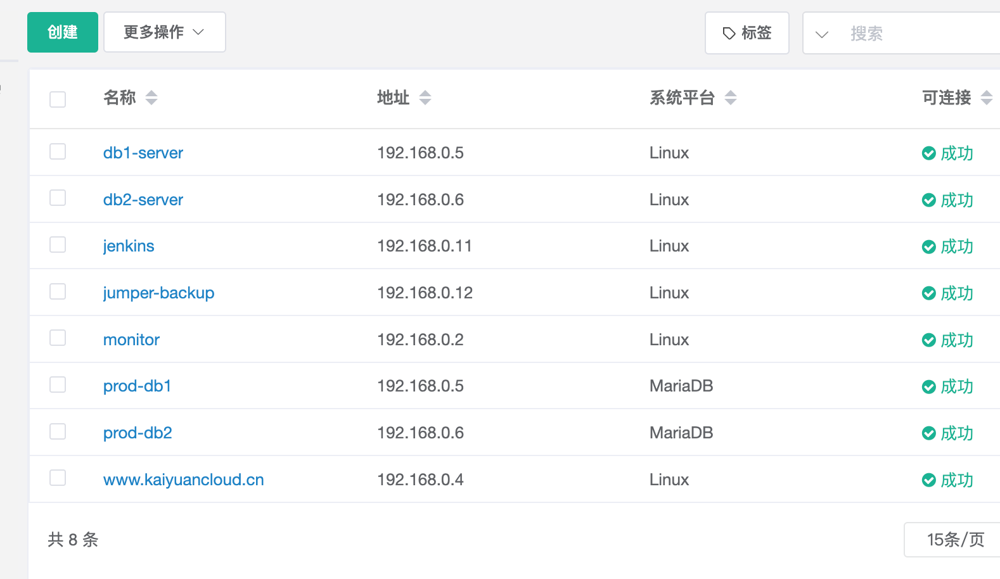 创建 更多操作 标签 搜索
名称 地址 系统平台 可连接
db1-server 192.168.0.5 Linux 成功
db2-server 192.168.0.6 Linux 成功
jenkins 192.168.0.11 Linux 成功
jumper-backup 192.168.0.12 Linux 成功
monitor 192.168.0.2 Linux 成功
prod-db1 192.168.0.5 MariaDB 成功
prod-db2 192.168.0.6 MariaDB 成功
www.kaiyuancloud.cn 192.168.0.4 Linux 成功
共 8 条 15条/页